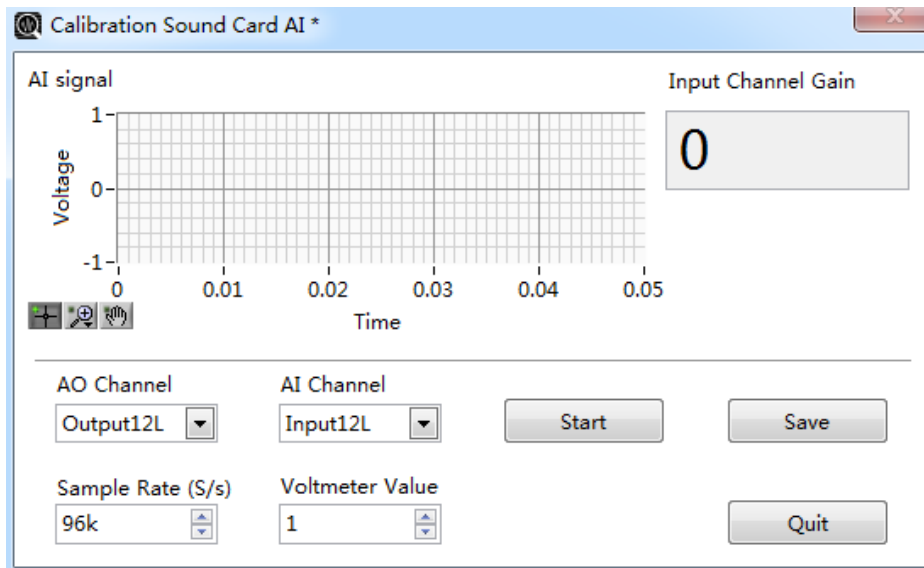 Calibration Sound Card AI *
AI signal
Input Channel Gain
0
Voltage
1
0
-1
0 0.01 0.02 0.03 0.04 0.05
Time
AO Channel AI Channel
Output12L Input12L Start Save
Sample Rate (S/s) Voltmeter Value
96k 1 Quit